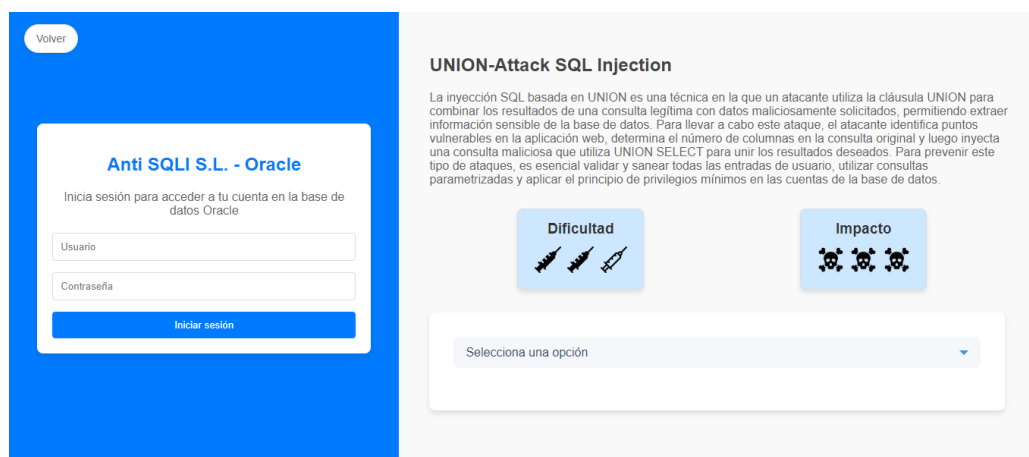 Volver
Anti SQLI S.L. - Oracle
Inicia sesión para acceder a tu cuenta en la base de
datos Oracle
Usuario
Contraseña
Iniciar sesión
UNION-Attack SQL Injection
La inyección SQL basada en UNION es una técnica en la que un atacante utiliza la cláusula UNION para
combinar los resultados de una consulta legítima con datos maliciosamente solicitados, permitiendo extraer
información sensible de la base de datos. Para llevar a cabo este ataque, el atacante identifica puntos
vulnerables en la aplicación web, determina el número de columnas en la consulta original y luego inyecta
una consulta maliciosa que utiliza UNION SELECT para unir los resultados deseados. Para prevenir este
tipo de ataques, es esencial validar y sanear todas las entradas de usuario, utilizar consultas
parametrizadas y aplicar el principio de privilegios mínimos en las cuentas de la base de datos.
Dificultad
Impacto
Selecciona una opción